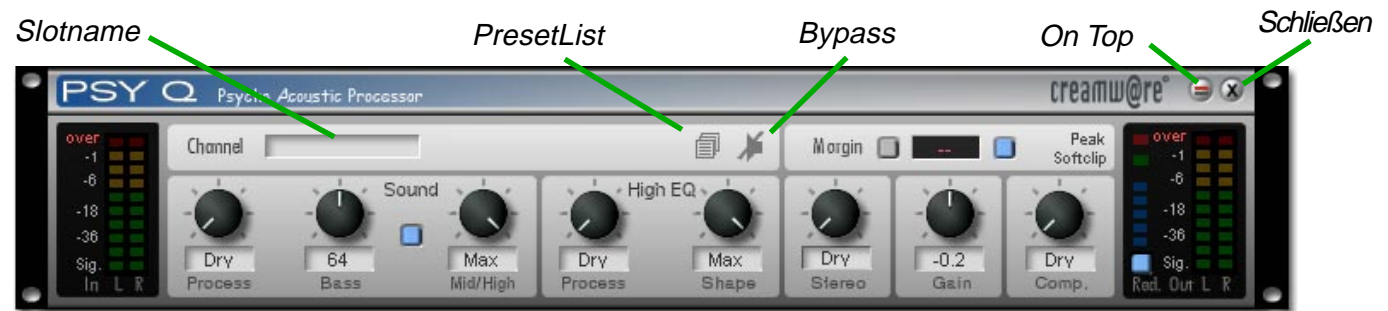 Slotname
PresetList
Bypass
On Top
Schließen
PSY Q Psycho Acoustic Processor
creamw@re°
X
over
-1
-6
-18
-36
Sig.
In L R
Channel
Margin
--
Peak
Softclip
Sound
High EQ
Dry
64
Max
Dry
Max
Dry
-0.2
Dry
Process
Bass
Mid/High
Process
Shape
Stereo
Gain
Comp.
over
-1
-6
-18
-36
Sig.
Red. Out L R